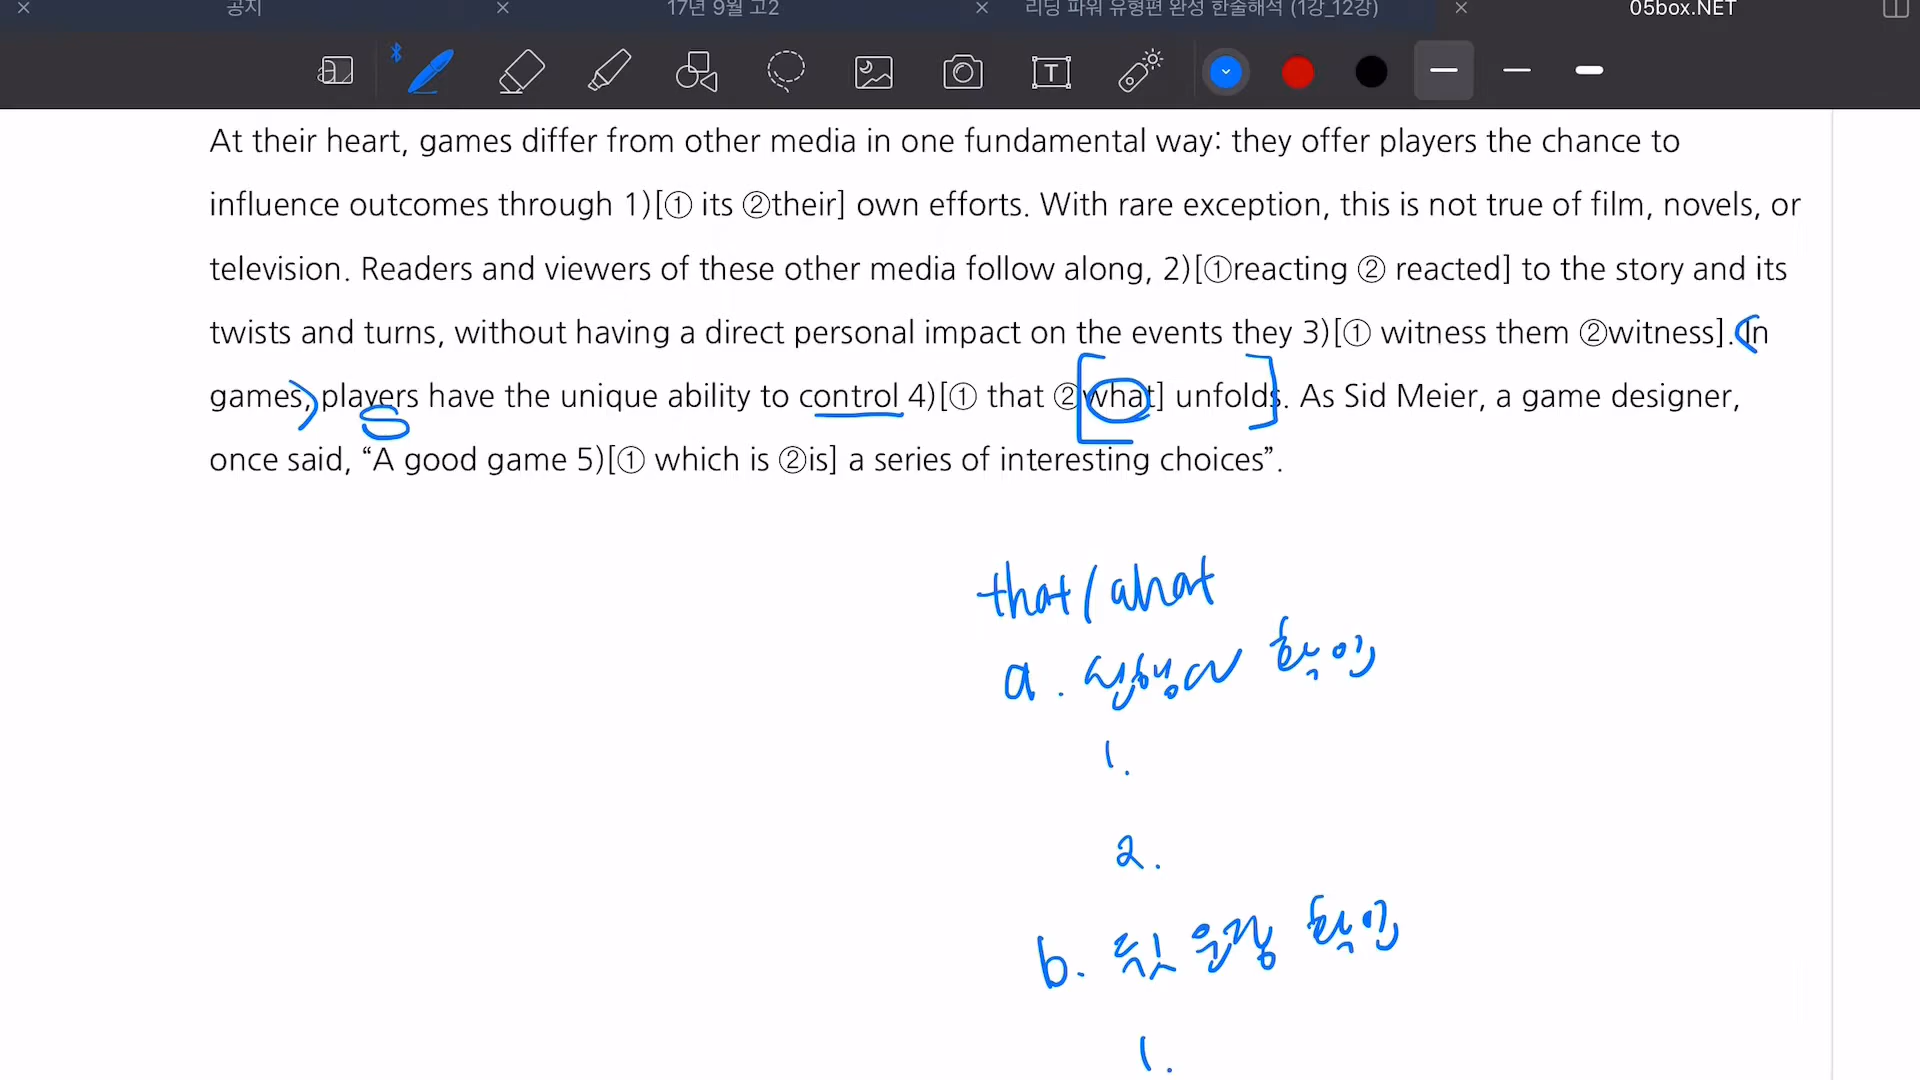 공지 17년 9월 고2 리딩 파워 유형편 완성 한술해석 (1강_12강) 05box.NET
At their heart, games differ from other media in one fundamental way: they offer players the chance to
influence outcomes through 1)[① its ②their] own efforts. With rare exception, this is not true of film, novels, or
television. Readers and viewers of these other media follow along, 2)[①reacting ② reacted] to the story and its
twists and turns, without having a direct personal impact on the events they 3)[① witness them ②witness]. In
games, players have the unique ability to control 4)[① that ②what] unfolds. As Sid Meier, a game designer,
S
once said, “A good game 5)[① which is ②is] a series of interesting choices”.
that/what
a. 선행사 확인
1.
2.
b. 뒷 문장 확인
1.